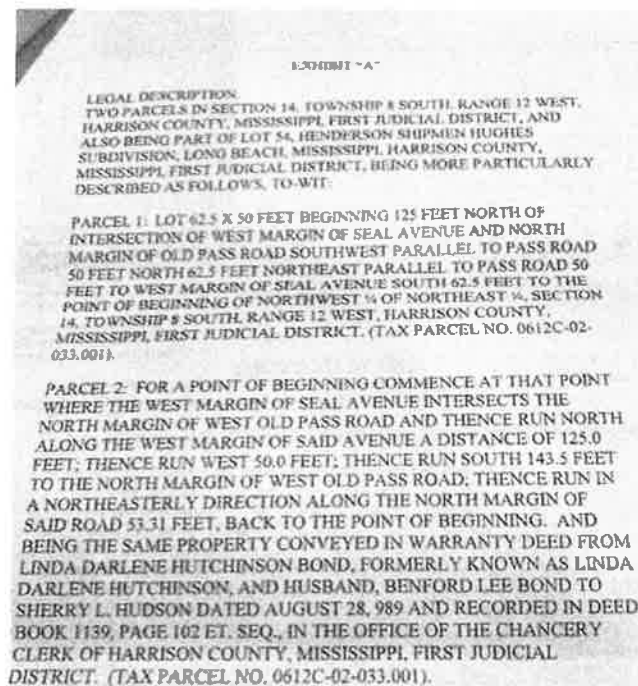 EXHIBIT "A"
LEGAL DESCRIPTION
TWO PARCELS IN SECTION 14, TOWNSHIP 8 SOUTH, RANGE 12 WEST,
HARRISON COUNTY, MISSISSIPPI, FIRST JUDICIAL DISTRICT, AND
ALSO BEING PART OF LOT 54, HENDERSON SHIPMEN HUGHES
SUBDIVISION, LONG BEACH, MISSISSIPPI, HARRISON COUNTY,
MISSISSIPPI, FIRST JUDICIAL DISTRICT, BEING MORE PARTICULARLY
DESCRIBED AS FOLLOWS, TO-WIT:
PARCEL 1: LOT 62.5 X 50 FEET BEGINNING 125 FEET NORTH OF
INTERSECTION OF WEST MARGIN OF SEAL AVENUE AND NORTH
MARGIN OF OLD PASS ROAD SOUTHWEST PARALLEL TO PASS ROAD
50 FEET NORTH 62.5 FEET NORTHEAST PARALLEL TO PASS ROAD 50
FEET TO WEST MARGIN OF SEAL AVENUE SOUTH 62.5 FEET TO THE
POINT OF BEGINNING OF NORTHWEST ¼ OF NORTHEAST ¼, SECTION
14, TOWNSHIP 8 SOUTH, RANGE 12 WEST, HARRISON COUNTY,
MISSISSIPPI, FIRST JUDICIAL DISTRICT. (TAX PARCEL NO. 0612C-02-
033.001).
PARCEL 2: FOR A POINT OF BEGINNING COMMENCE AT THAT POINT
WHERE THE WEST MARGIN OF SEAL AVENUE INTERSECTS THE
NORTH MARGIN OF WEST OLD PASS ROAD AND THENCE RUN NORTH
ALONG THE WEST MARGIN OF SAID AVENUE A DISTANCE OF 125.0
FEET; THENCE RUN WEST 50.0 FEET; THENCE RUN SOUTH 143.5 FEET
TO THE NORTH MARGIN OF WEST OLD PASS ROAD; THENCE RUN IN
A NORTHEASTERLY DIRECTION ALONG THE NORTH MARGIN OF
SAID ROAD 53.31 FEET, BACK TO THE POINT OF BEGINNING. AND
BEING THE SAME PROPERTY CONVEYED IN WARRANTY DEED FROM
LINDA DARLENE HUTCHINSON BOND, FORMERLY KNOWN AS LINDA
DARLENE HUTCHINSON, AND HUSBAND, BENFORD LEE BOND TO
SHERRY L. HUDSON DATED AUGUST 28, 989 AND RECORDED IN DEED
BOOK 1139, PAGE 102 ET. SEQ., IN THE OFFICE OF THE CHANCERY
CLERK OF HARRISON COUNTY, MISSISSIPPI, FIRST JUDICIAL
DISTRICT. (TAX PARCEL NO. 0612C-02-033.001).